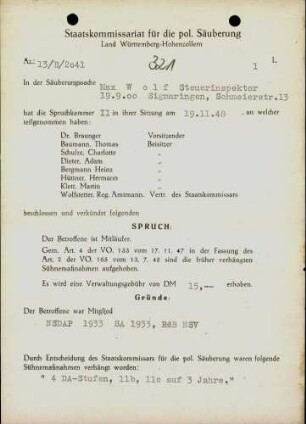 Staatskommissariat für die pol. Säuberung
Land Württemberg-Hohenzollern
Az: 13/II/2041
321
1 L.
In der Säuberungssache Max W o l f Steuerinspektor
19.9.00 Sigmaringen, Schmeierstr.13
hat die Spruchkammer II in ihrer Sitzung am 19.11.48 , an welcher
teilgenommen haben:
Dr. Braunger Vorsitzender
Baumann, Thomas Beisitzer
Schulze, Charlotte "
Dieter, Adam "
Bergmann Heinz "
Hüttner, Hermann "
Klett, Martin "
Wolfstetter, Reg. Amtmann, Vertr. des Staatskommissars
beschlossen und verkündet folgenden
SPRUCH:
Der Betroffene ist Mitläufer.
Gem. Art. 4 der VO. 133 vom 17. 11. 47 in der Fassung des
Art. 2 der VO. 165 vom 13. 7. 48 sind die früher verhängten
Sühnemaßnahmen aufgehoben.
Es wird eine Verwaltungsgebühr von DM 15,-- erhoben.
Gründe:
Der Betroffene war Mitglied
NSDAP 1933 SA 1933, RdB NSV
Durch Entscheidung des Staatskommissars für die pol. Säuberung waren folgende
Sühnemaßnahmen verhängt worden:
" 4 DA-Stufen, 11b, 11c auf 3 Jahre."